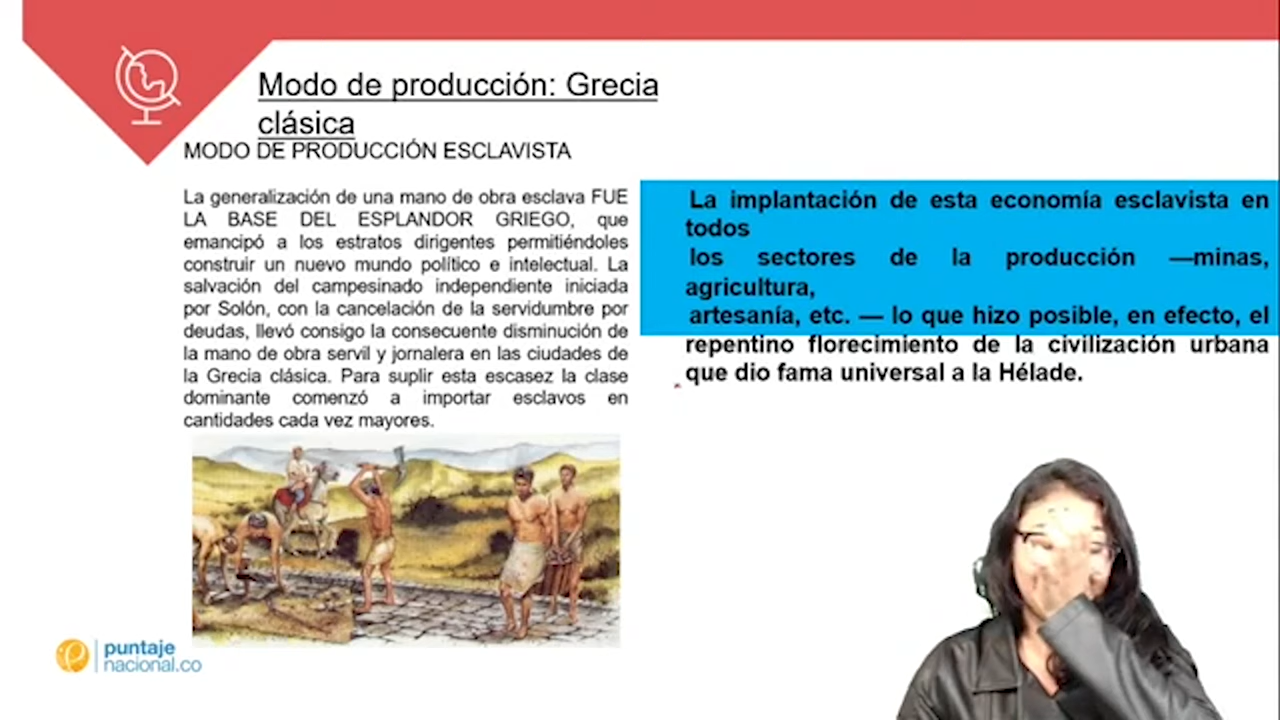 Modo de producción: Grecia
clásica
MODO DE PRODUCCIÓN ESCLAVISTA
La generalización de una mano de obra esclava FUE
LA BASE DEL ESPLANDOR GRIEGO, que
emancipó a los estratos dirigentes permitiéndoles
construir un nuevo mundo político e intelectual. La
salvación del campesinado independiente iniciada
por Solón, con la cancelación de la servidumbre por
deudas, llevó consigo la consecuente disminución de
la mano de obra servil y jornalera en las ciudades de
la Grecia clásica. Para suplir esta escasez la clase
dominante comenzó a importar esclavos en
cantidades cada vez mayores.
La implantación de esta economía esclavista en
todos
los sectores de la producción —minas,
agricultura,
artesanía, etc. — lo que hizo posible, en efecto, el
repentino florecimiento de la civilización urbana
que dio fama universal a la Hélade.
puntaje
nacional.co